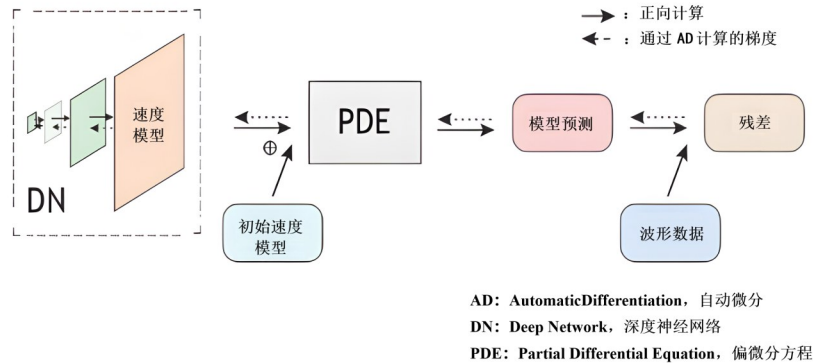 →：正向计算
←-：通过 AD 计算的梯度
速度
模型
DN
⊕
PDE
模型预测
残差
初始速度
模型
波形数据
AD：AutomaticDifferentiation，自动微分
DN：Deep Network，深度神经网络
PDE：Partial Differential Equation，偏微分方程